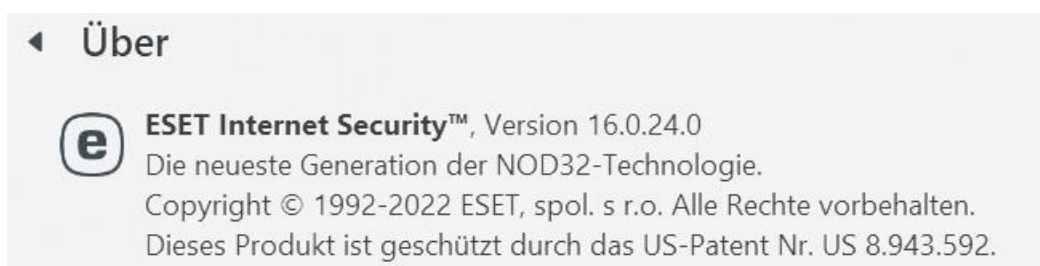 Über
e
ESET Internet Security™, Version 16.0.24.0
Die neueste Generation der NOD32-Technologie.
Copyright © 1992-2022 ESET, spol. s r.o. Alle Rechte vorbehalten.
Dieses Produkt ist geschützt durch das US-Patent Nr. US 8.943.592.